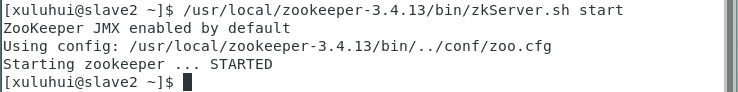 [xuluhui@slave2 ~]$ /usr/local/zookeeper-3.4.13/bin/zkServer.sh start
ZooKeeper JMX enabled by default
Using config: /usr/local/zookeeper-3.4.13/bin/../conf/zoo.cfg
Starting zookeeper ... STARTED
[xuluhui@slave2 ~]$